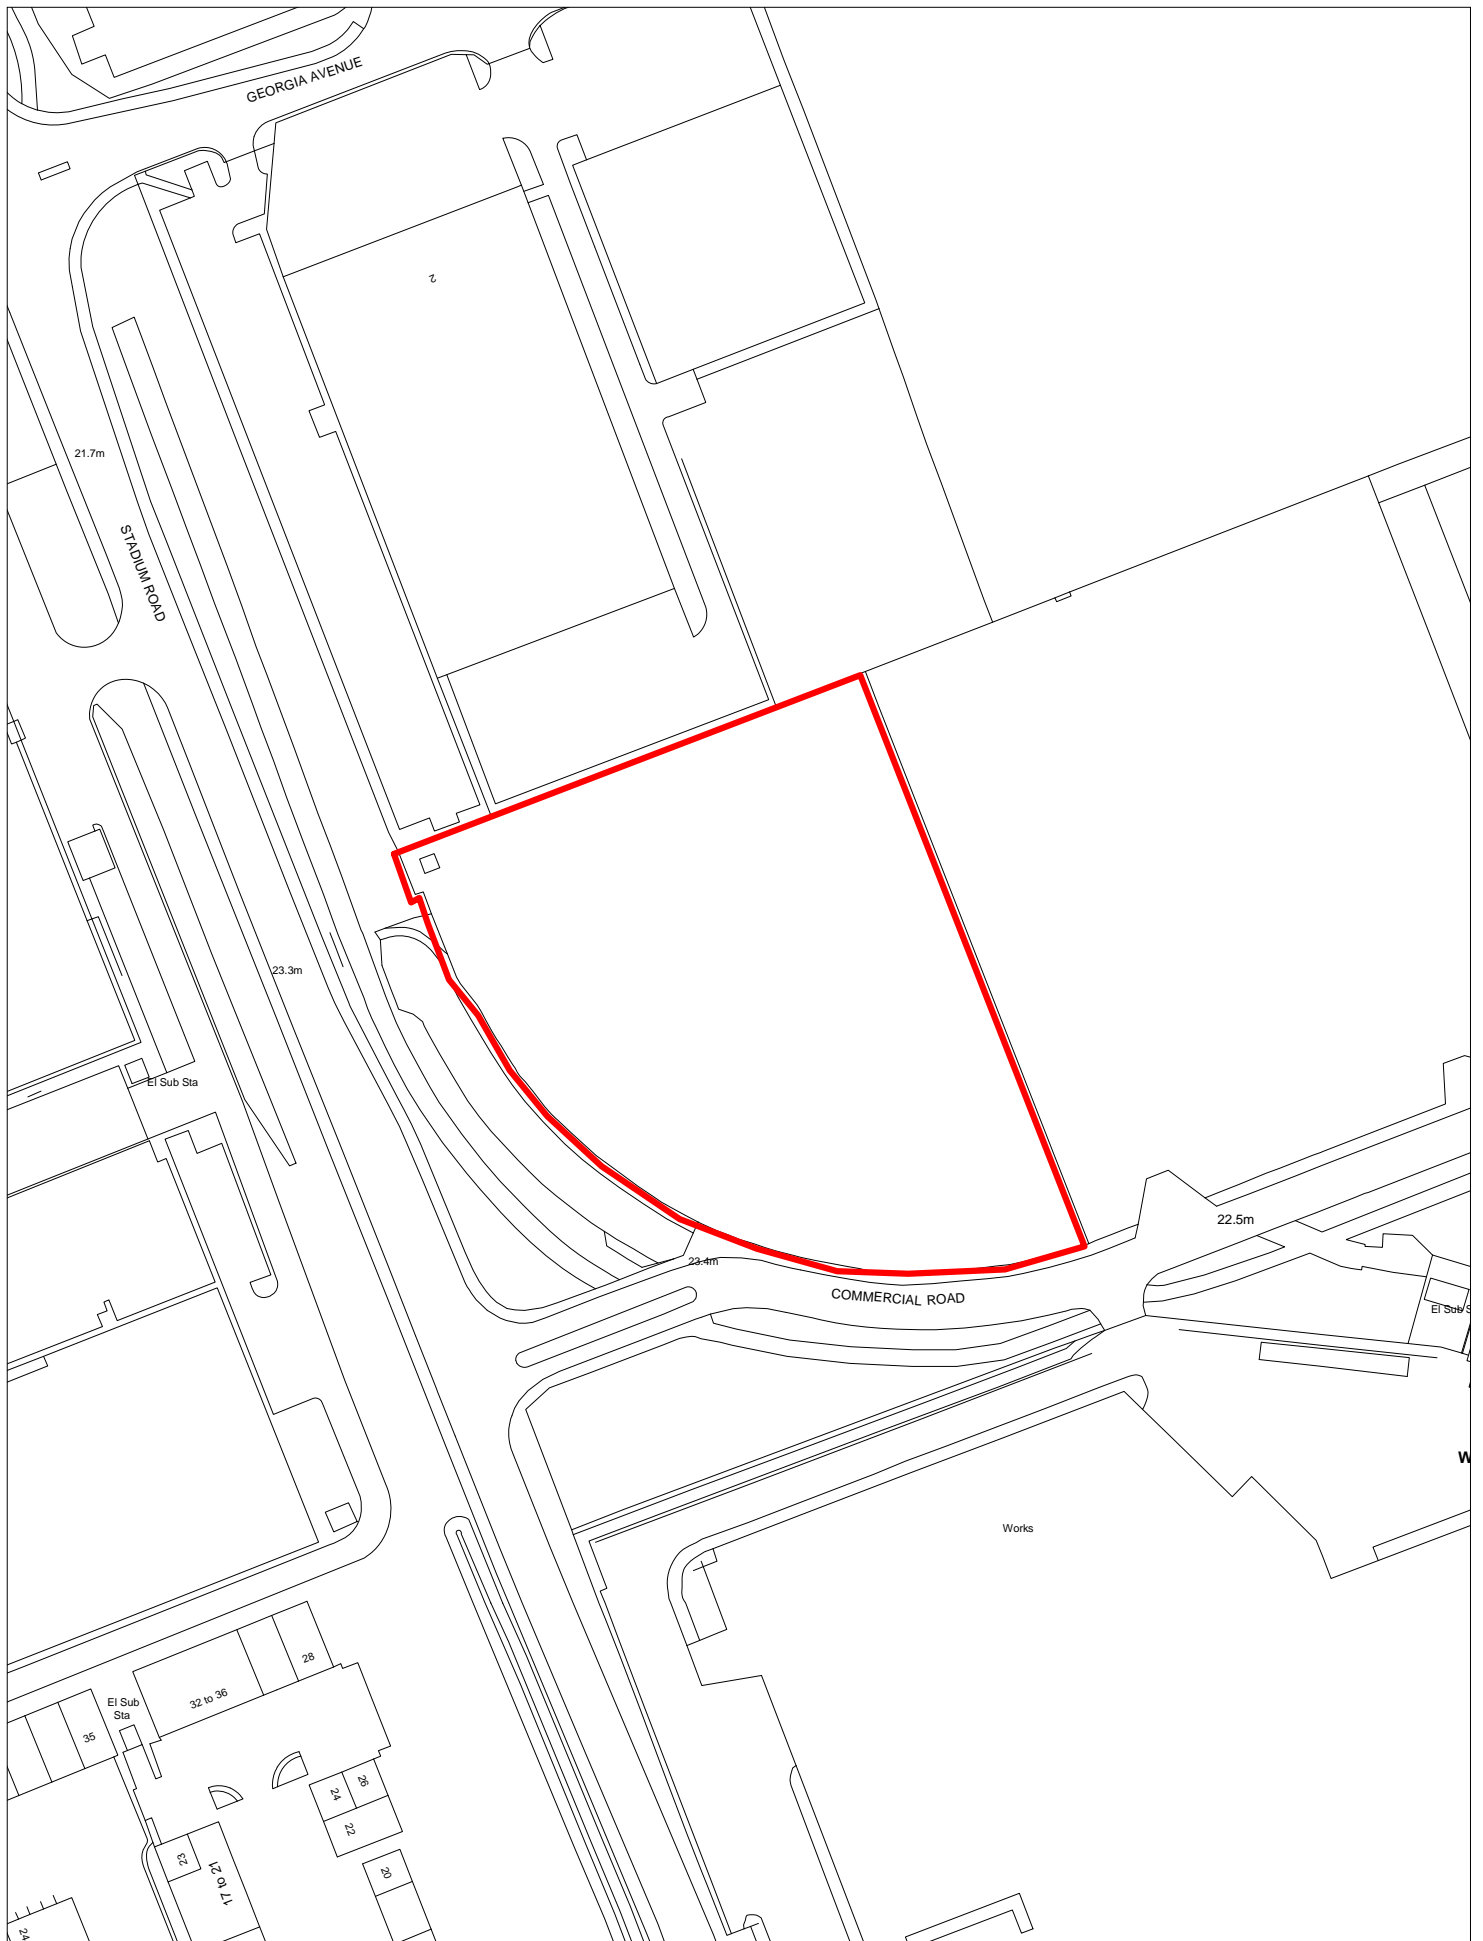 GEORGIA AVENUE
2
21.7m
STADIUM ROAD
23.3m
El Sub Sta
22.5m
23.4m
COMMERCIAL ROAD
El Sub S
W
Works
28
32 to 36
El Sub
Sta
35
26
24
22
23
17 to 21
20
24